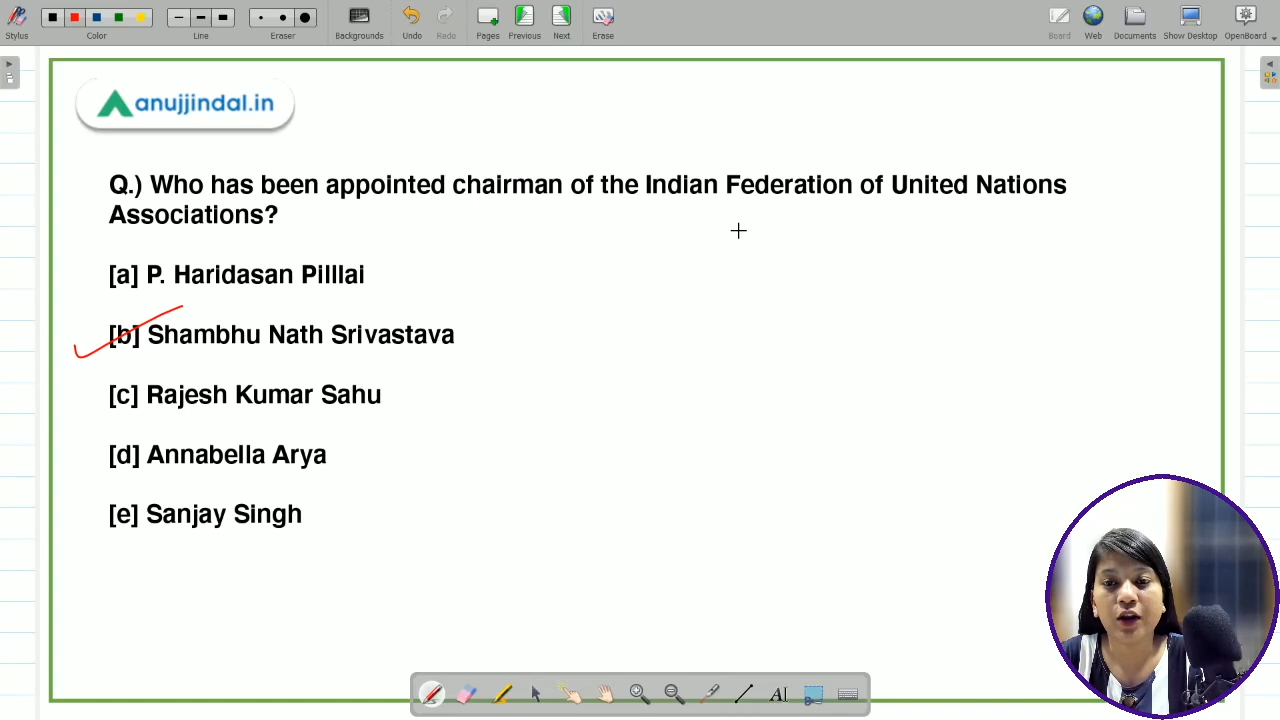 Stylus
Color
Line
Eraser
Backgrounds
Undo
Redo
Pages
Previous
Next
Erase
Board
Web
Documents
Show Desktop
OpenBoard
anujjindal.in
Q.) Who has been appointed chairman of the Indian Federation of United Nations
Associations?
[a] P. Haridasan Pilllai
[b] Shambhu Nath Srivastava
[c] Rajesh Kumar Sahu
[d] Annabella Arya
[e] Sanjay Singh
AI